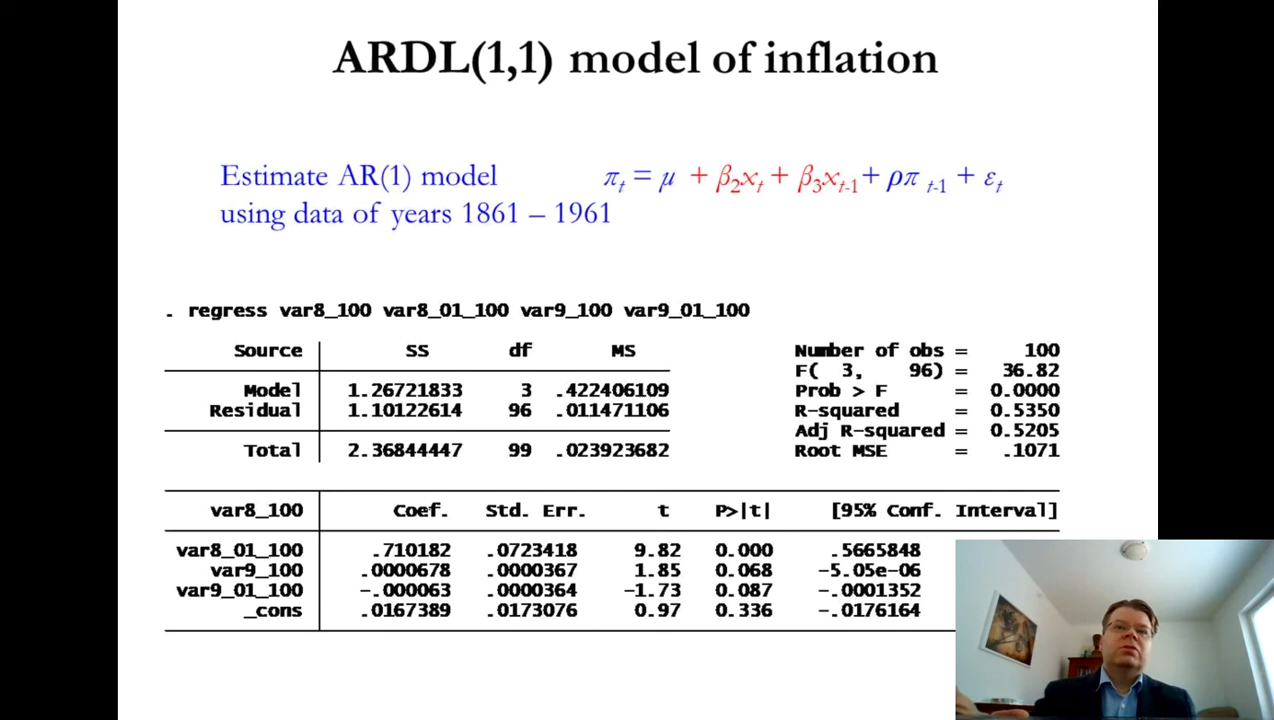 ARDL(1,1) model of inflation
Estimate AR(1) model π_t = μ + β_2x_t + β_3x_{t-1} + ρπ_{t-1} + ε_t
using data of years 1861 – 1961
. regress var8_100 var8_01_100 var9_100 var9_01_100
Source | SS df MS Number of obs = 100
F( 3, 96) = 36.82
Model | 1.26721833 3 .422406109 Prob > F = 0.0000
Residual | 1.10122614 96 .011471106 R-squared = 0.5350
Adj R-squared = 0.5205
Total | 2.36844447 99 .023923682 Root MSE = .1071
var8_100 | Coef. Std. Err. t P>|t| [95% Conf. Interval]
var8_01_100 | .710182 .0723418 9.82 0.000 .5665848
var9_100 | .0000678 .0000367 1.85 0.068 -5.05e-06
var9_01_100 | -.000063 .0000364 -1.73 0.087 -.0001352
_cons | .0167389 .0173076 0.97 0.336 -.0176164